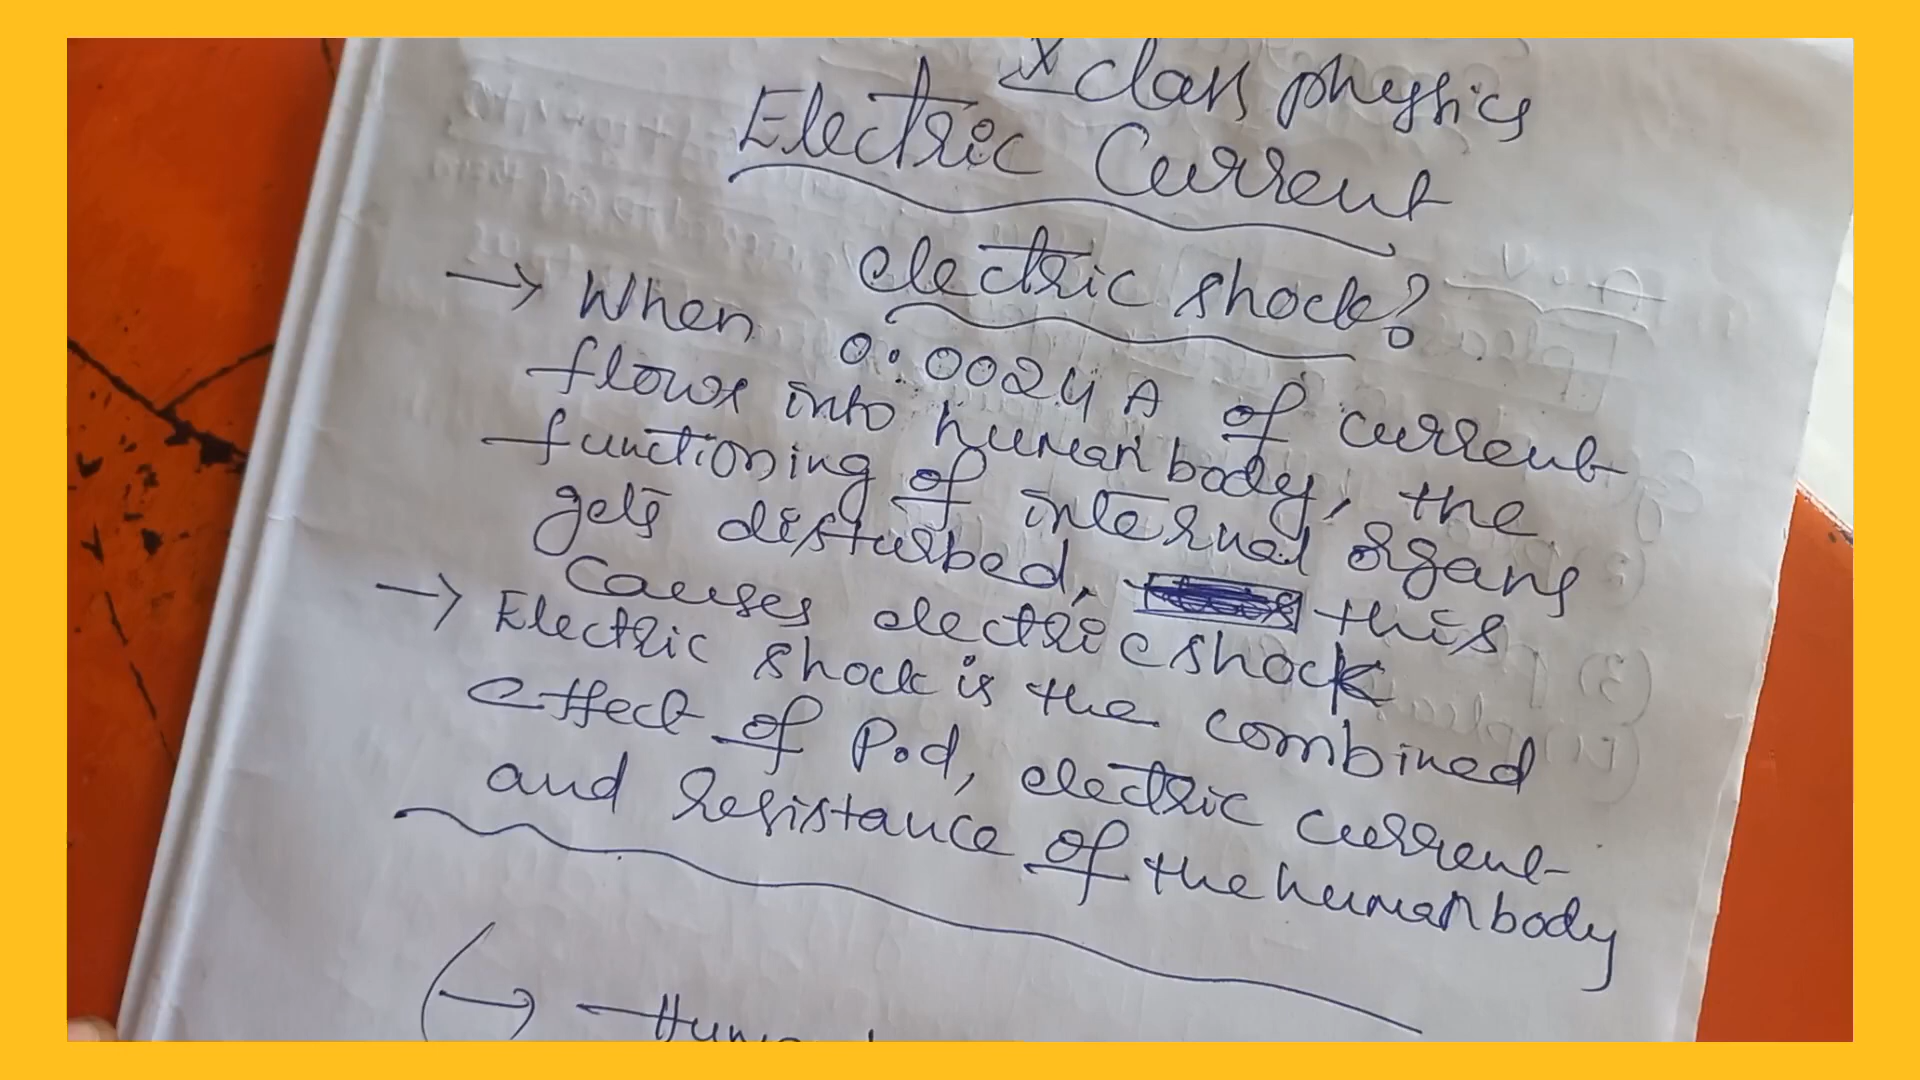 X class physics
Electric Current
electric shock?
→ When 0.0024 A of current
flows into human body, the
functioning of internal organs
gets disturbed, this
causes electric shock
→ Electric shock is the combined
effect of P.d, electric current
and resistance of the human body